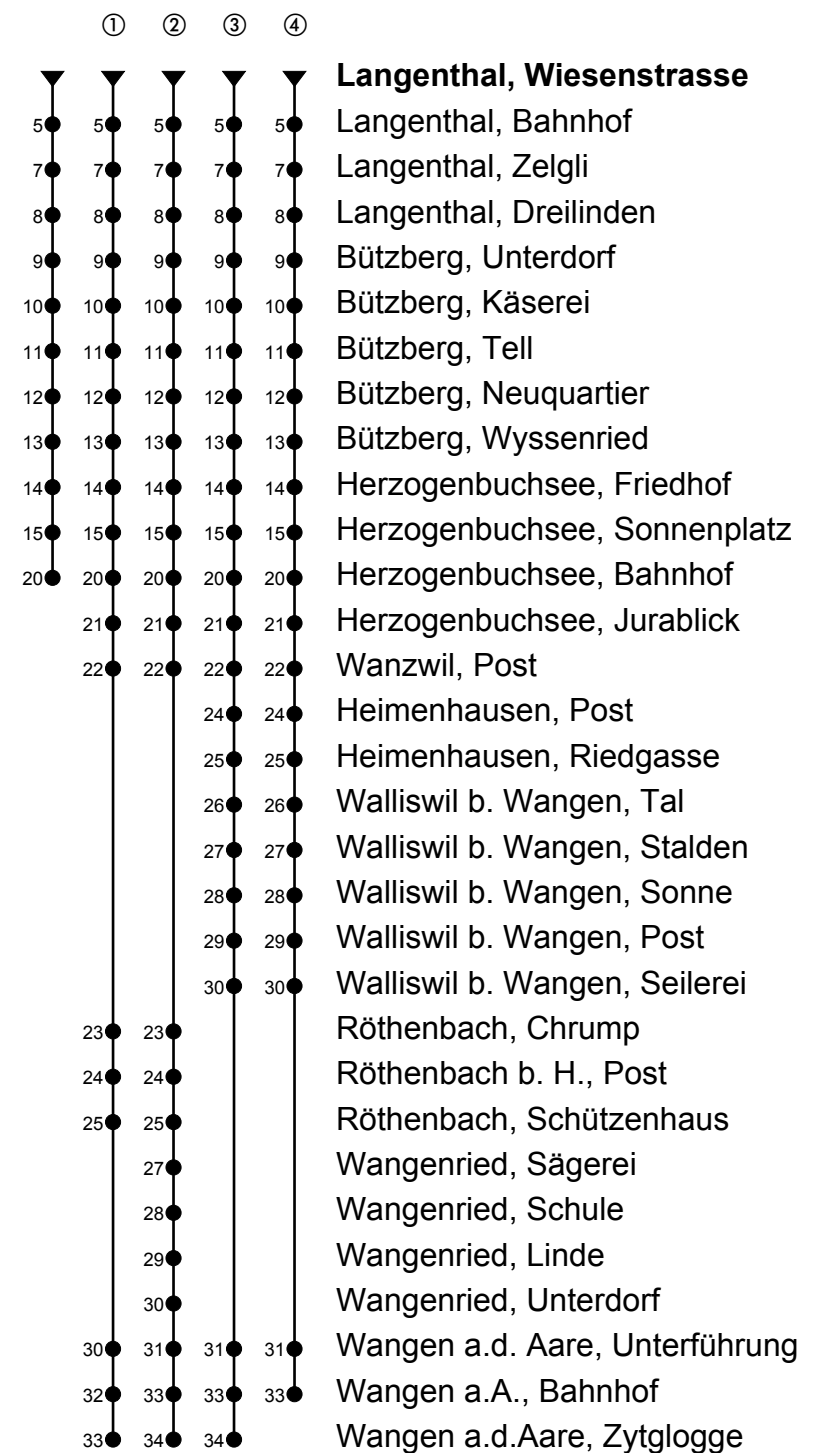 ① ② ③ ④
Langenthal, Wiesenstrasse
5 5 5 5 5 Langenthal, Bahnhof
7 7 7 7 7 Langenthal, Zelgli
8 8 8 8 8 Langenthal, Dreilinden
9 9 9 9 9 Bützberg, Unterdorf
10 10 10 10 10 Bützberg, Käserei
11 11 11 11 11 Bützberg, Tell
12 12 12 12 12 Bützberg, Neuquartier
13 13 13 13 13 Bützberg, Wyssenried
14 14 14 14 14 Herzogenbuchsee, Friedhof
15 15 15 15 15 Herzogenbuchsee, Sonnenplatz
20 20 20 20 20 Herzogenbuchsee, Bahnhof
21 21 21 21 Herzogenbuchsee, Jurablick
22 22 22 22 Wanzwil, Post
24 24 Heimenhausen, Post
25 25 Heimenhausen, Riedgasse
26 26 Walliswil b. Wangen, Tal
27 27 Walliswil b. Wangen, Stalden
28 28 Walliswil b. Wangen, Sonne
29 29 Walliswil b. Wangen, Post
30 30 Walliswil b. Wangen, Seilerei
23 23 Röthenbach, Chrump
24 24 Röthenbach b. H., Post
25 25 Röthenbach, Schützenhaus
27 Wangenried, Sägerei
28 Wangenried, Schule
29 Wangenried, Linde
30 Wangenried, Unterdorf
30 31 31 31 Wangen a.d. Aare, Unterführung
32 33 33 33 Wangen a.A., Bahnhof
33 34 34 Wangen a.d.Aare, Zytglogge